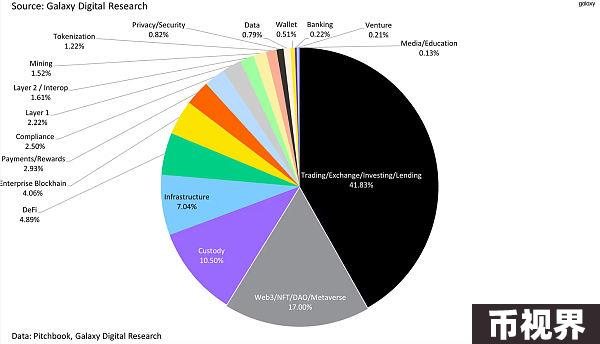 Source: Galaxy Digital Research
galaxy
Privacy/Security
0.82%
Data
0.79%
Wallet
0.51%
Banking
0.22%
Venture
0.21%
Media/Education
0.13%
Tokenization
1.22%
Mining
1.52%
Layer 2 / Interop
1.61%
Layer 1
2.22%
Compliance
2.50%
Payments/Rewards
2.93%
Enterprise Blockhain
4.06%
DeFi
4.89%
Infrastructure
7.04%
Custody
10.50%
Web3/NFT/DAO/Metaverse
17.00%
Trading/Exchange/Investing/Lending
41.83%
Data: Pitchbook, Galaxy Digital Research
币视界